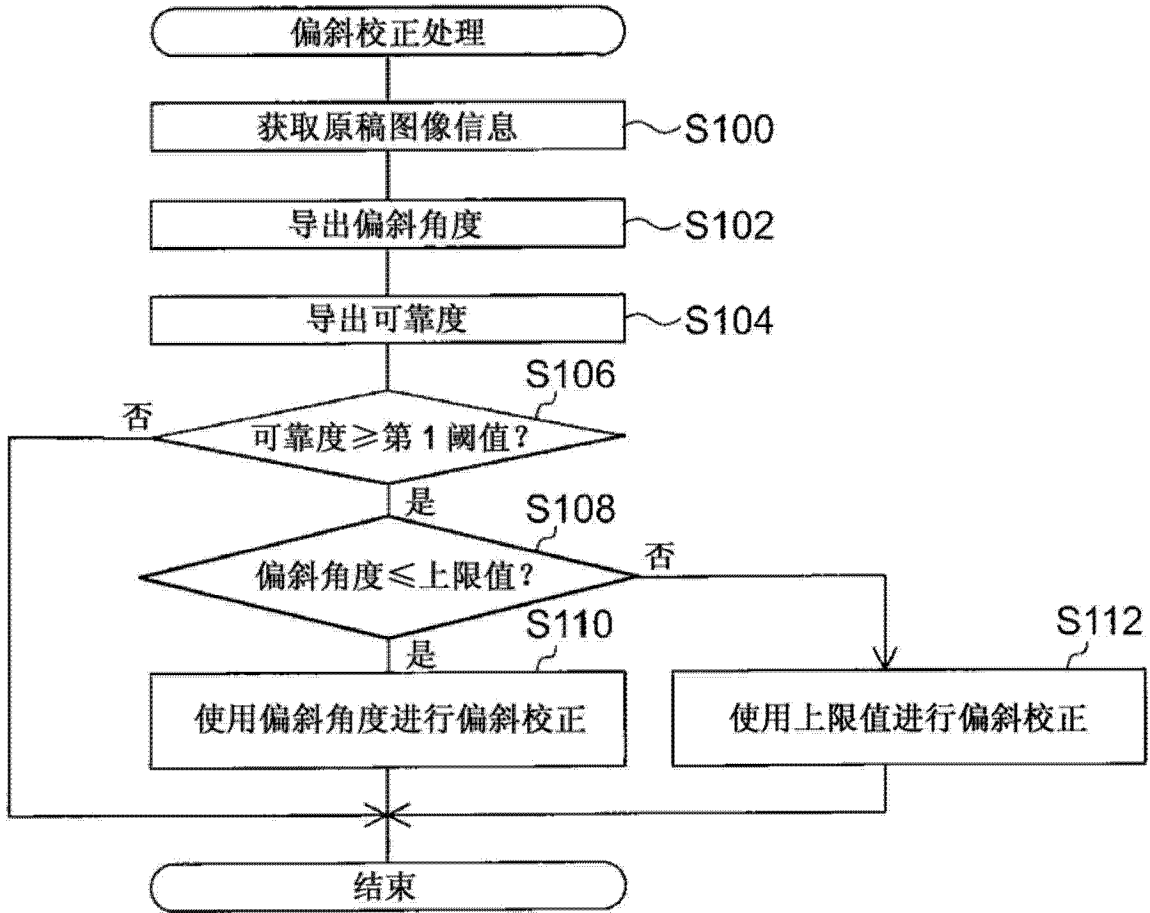 偏斜校正处理
获取原稿图像信息
S100
导出偏斜角度
S102
导出可靠度
S104
S106
否
可靠度≥第1阈值?
是
S108
否
偏斜角度≤上限值?
S110
是
S112
使用偏斜角度进行偏斜校正
使用上限值进行偏斜校正
结束